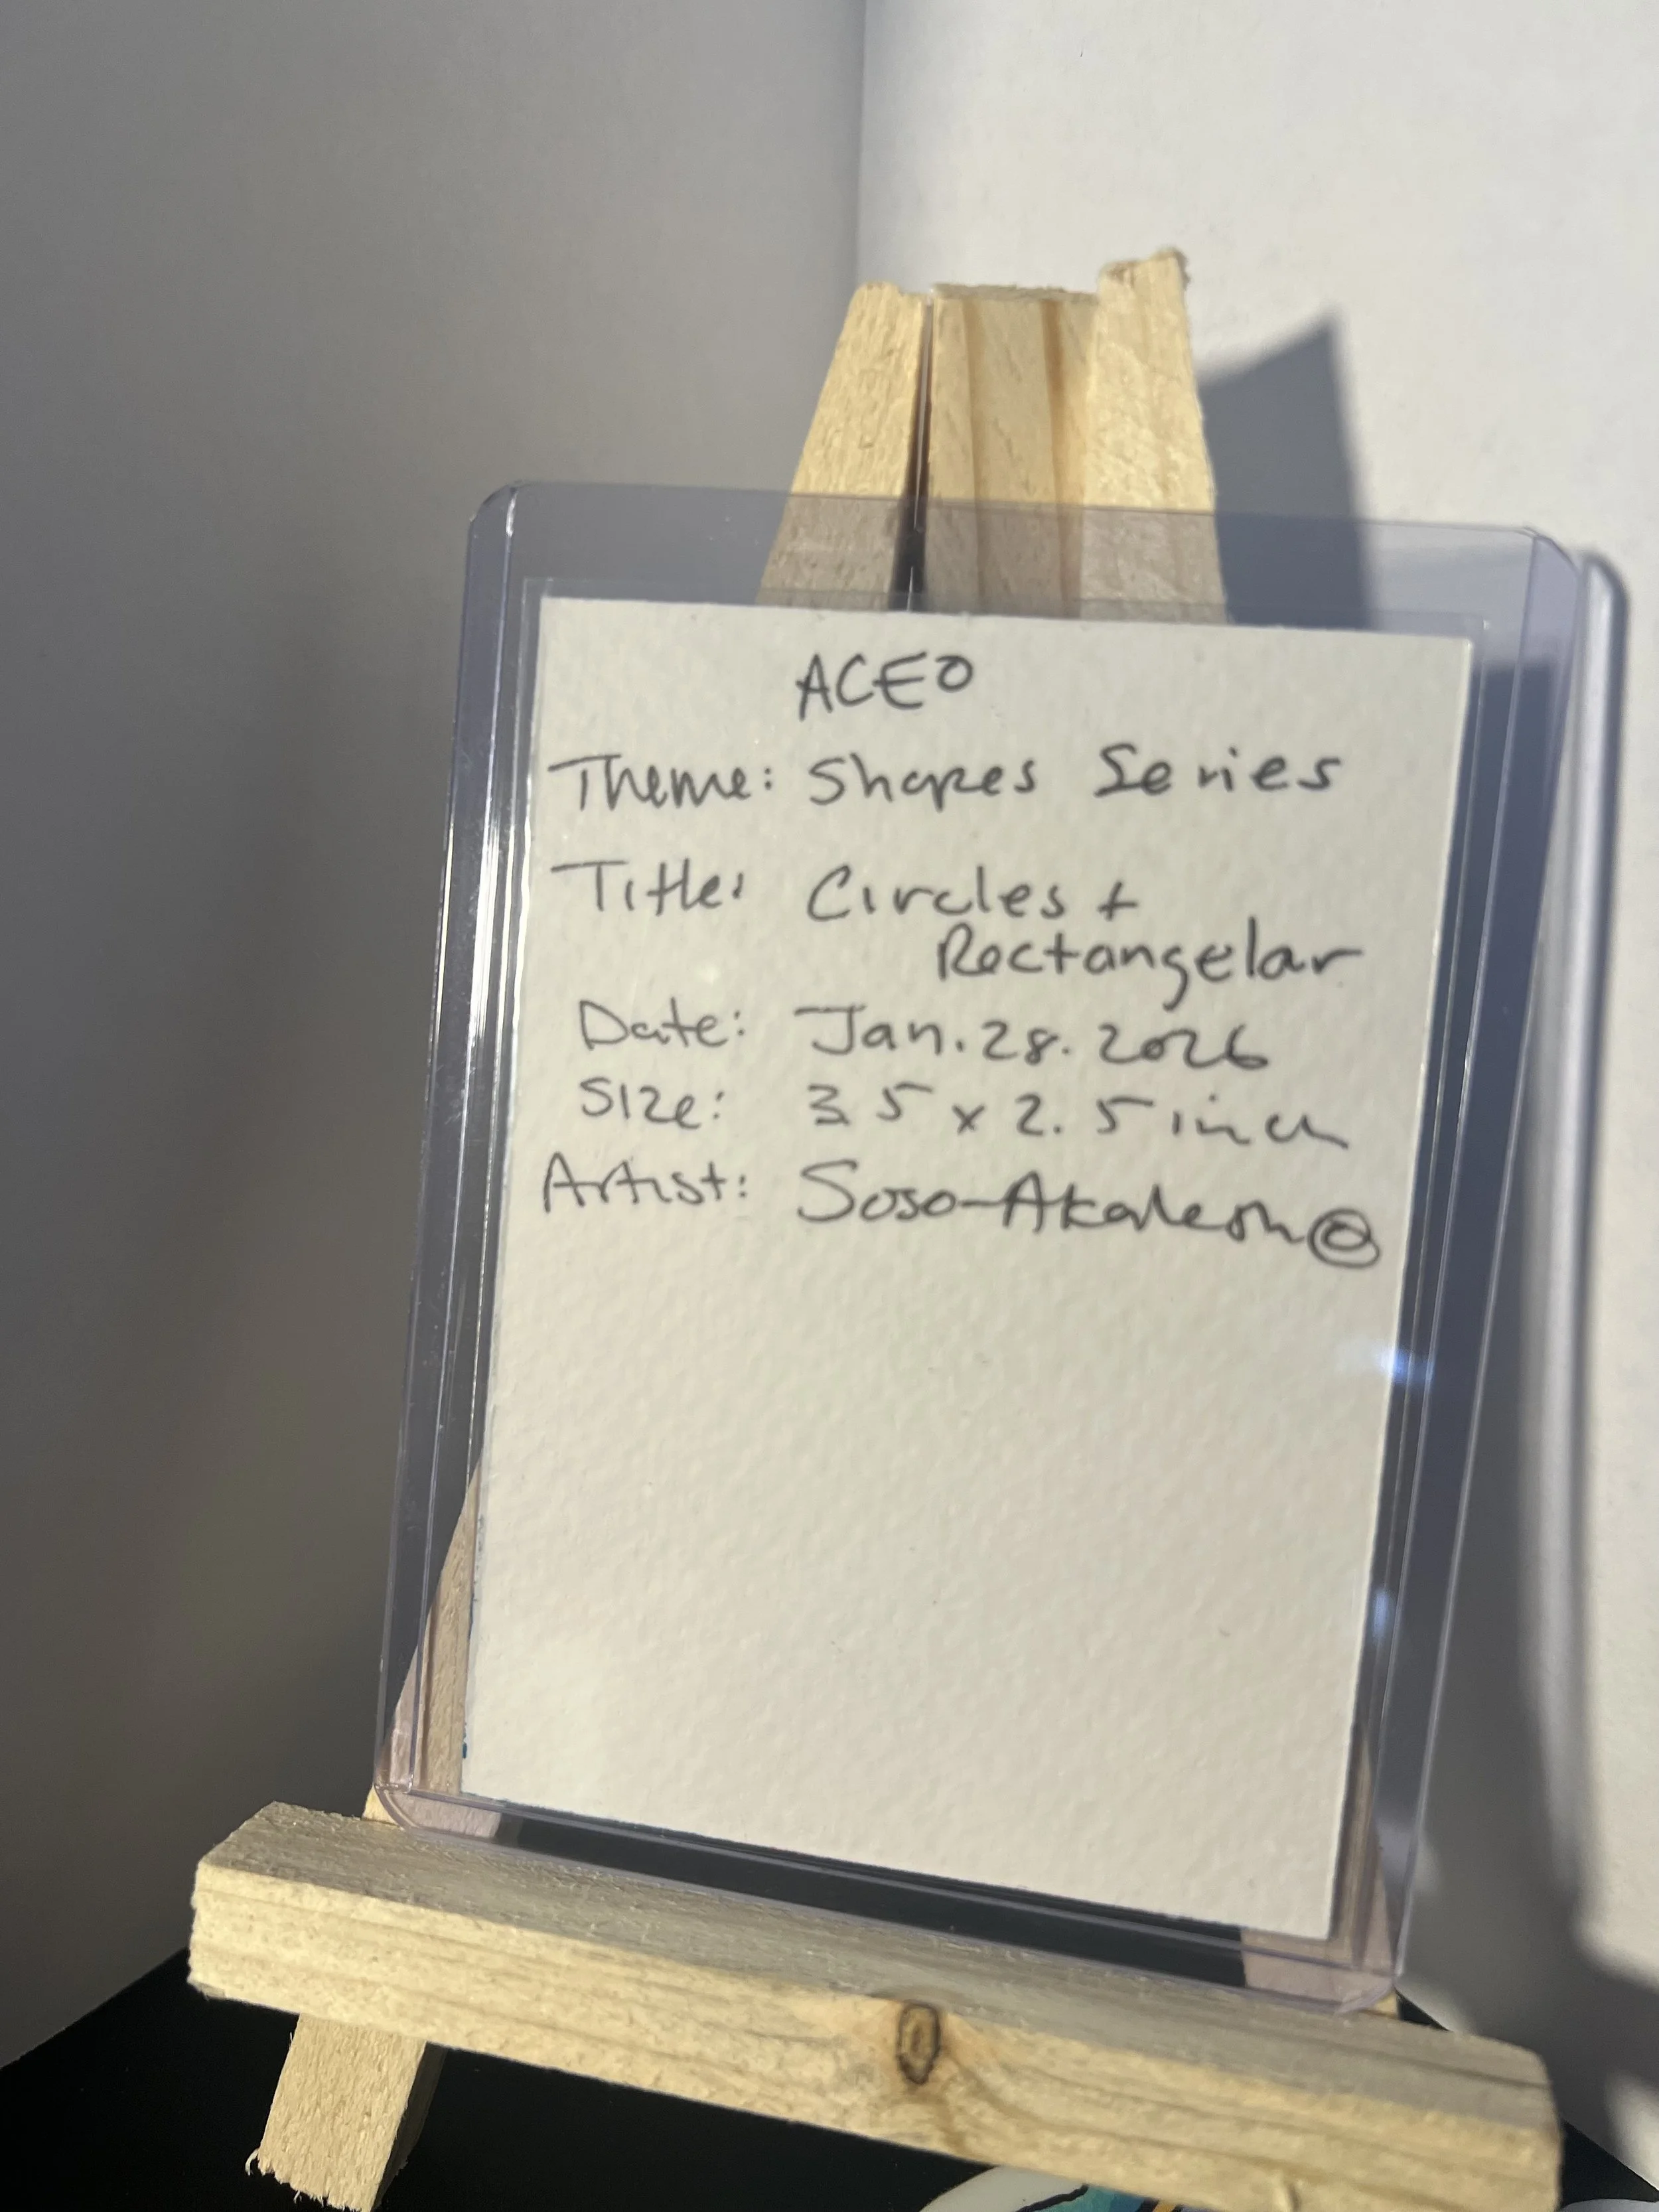 ACEO
Theme: Shapes Series
Title: Circles +
Rectangelar
Date: Jan. 28. 2026
Size: 3.5 x 2.5 inch
Artist: Soso-Akalesh